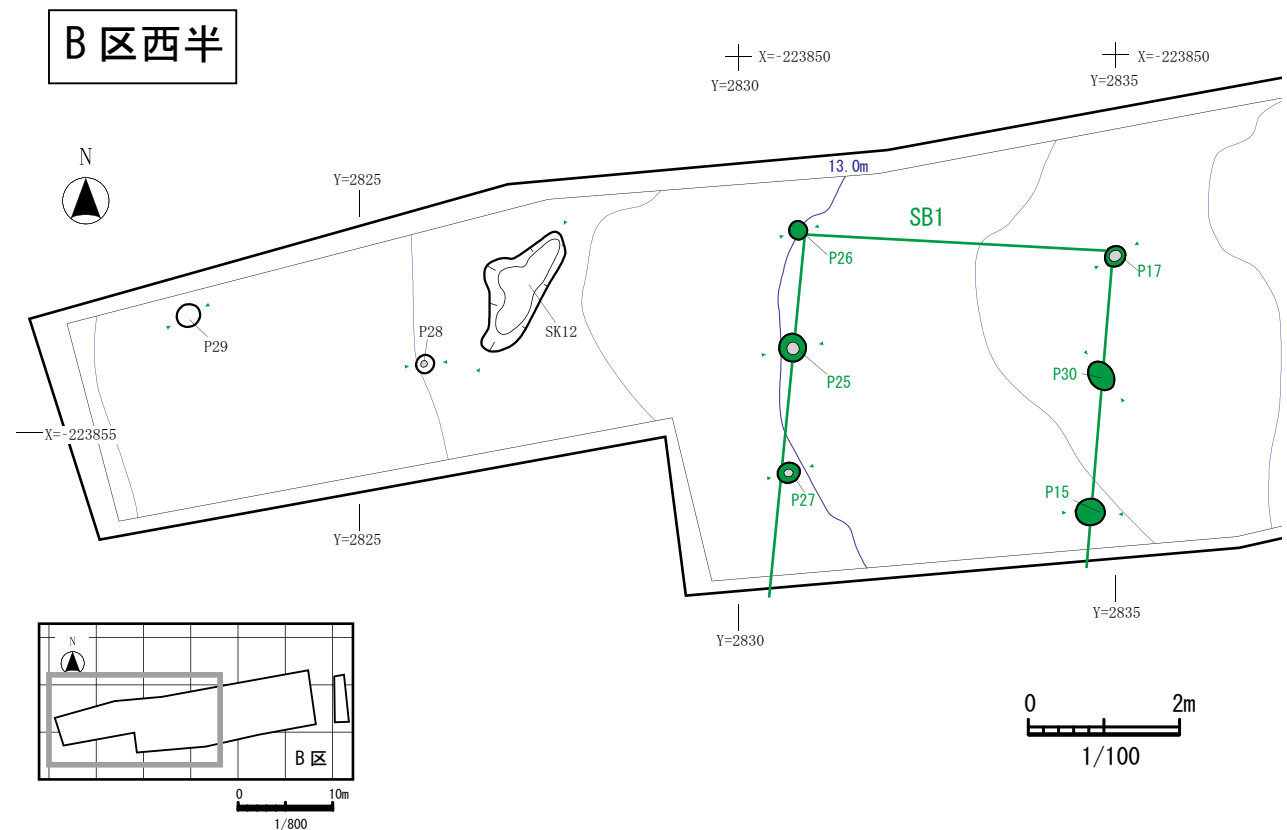 B区西半
X=-223850
Y=2830
X=-223850
Y=2835
N
Y=2825
13.0m
SB1
P26
P17
P29
P28
SK12
P25
P30
X=-223855
P27
P15
Y=2825
Y=2830
Y=2835
N
B区
0 10m
1/800
0 2m
1/100